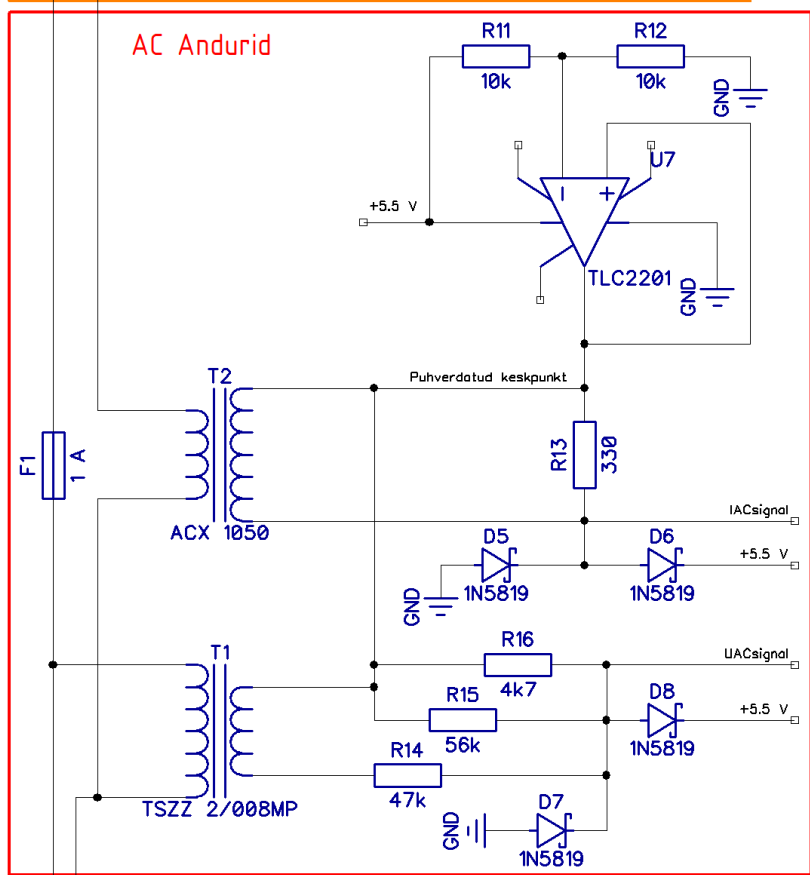 AC Andurid
R11
10k
R12
10k
GND
U7
+5.5 V
TLC2201
GND
Puhverdatud keskpunkt
T2
ACX 1050
F1
1 A
R13
330
IACsignal
D5
1N5819
GND
D6
1N5819
+5.5 V
T1
TSZZ 2/008MP
R16
4k7
UACsignal
R15
56k
D8
1N5819
+5.5 V
R14
47k
D7
1N5819
GND